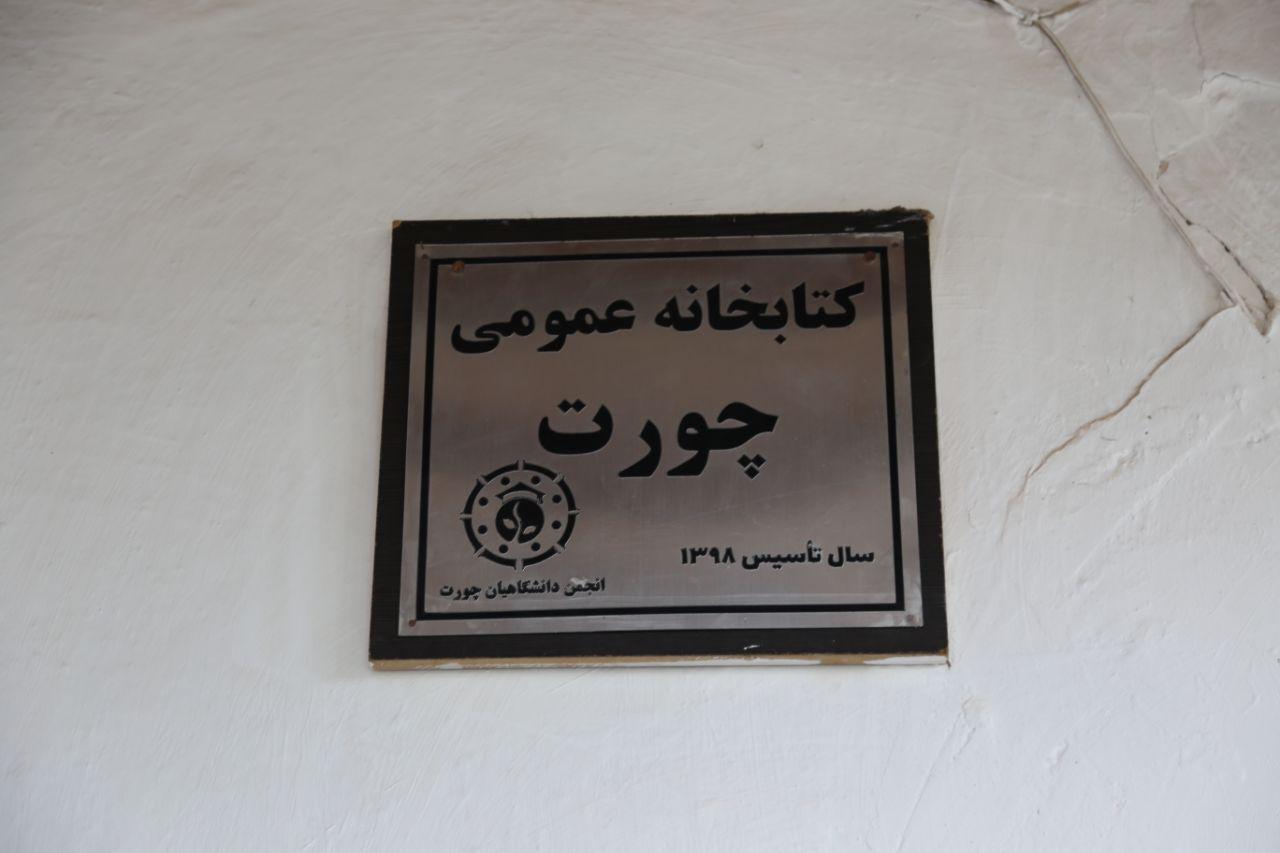 کتابخانه عمومی
چورت
سال تأسیس ۱۳۹۸
انجمن دانشگاهیان چورت